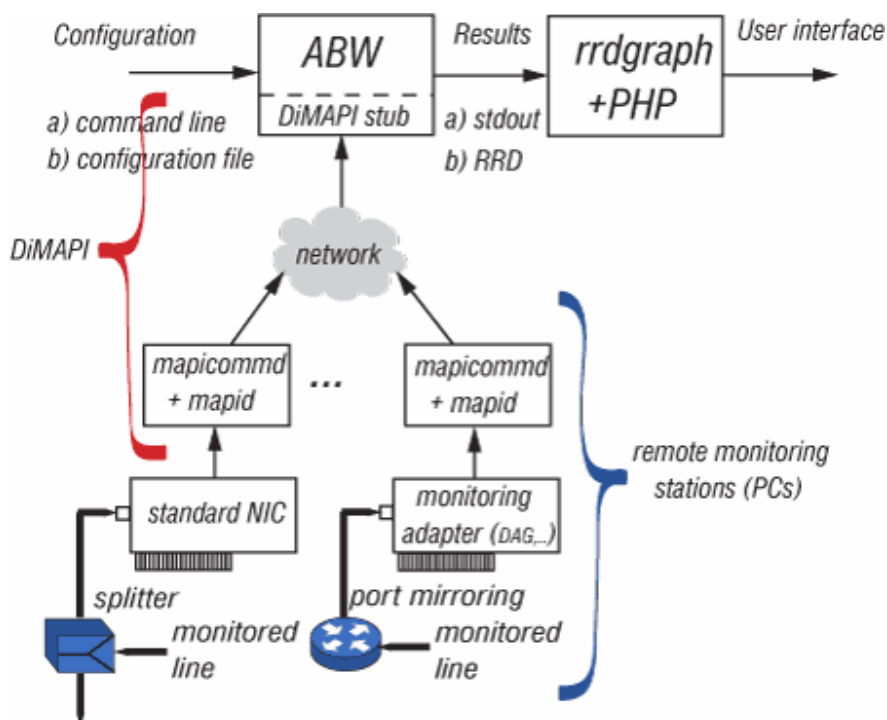 Configuration
ABW
Results
rrdgraph
+PHP
User interface
a) command line
b) configuration file
DiMAPI stub
a) stdout
b) RRD
DiMAPI
network
mapicommd
+ mapid
...
mapicommd
+ mapid
remote monitoring
stations (PCs)
standard NIC
monitoring
adapter (DAG,..)
splitter
port mirroring
monitored
line
monitored
line